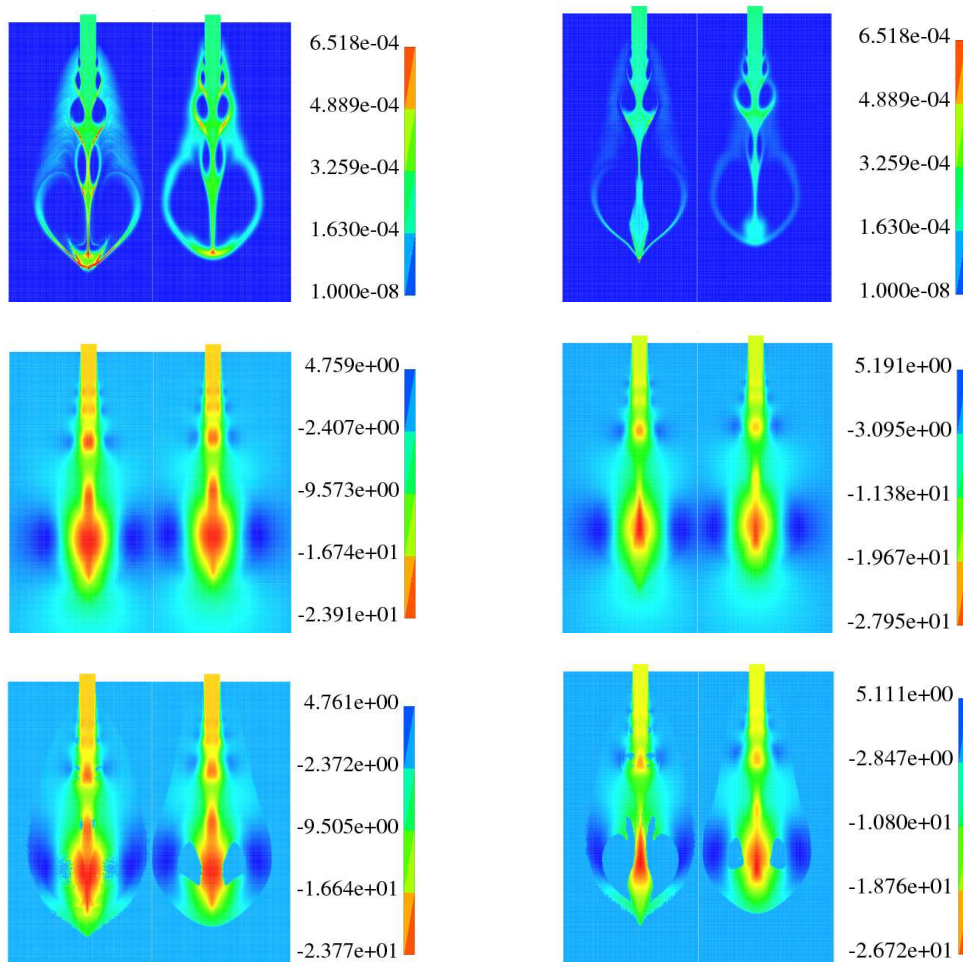 6.518e-04
4.889e-04
3.259e-04
1.630e-04
1.000e-08
6.518e-04
4.889e-04
3.259e-04
1.630e-04
1.000e-08
4.759e+00
-2.407e+00
-9.573e+00
-1.674e+01
-2.391e+01
5.191e+00
-3.095e+00
-1.138e+01
-1.967e+01
-2.795e+01
4.761e+00
-2.372e+00
-9.505e+00
-1.664e+01
-2.377e+01
5.111e+00
-2.847e+00
-1.080e+01
-1.876e+01
-2.672e+01